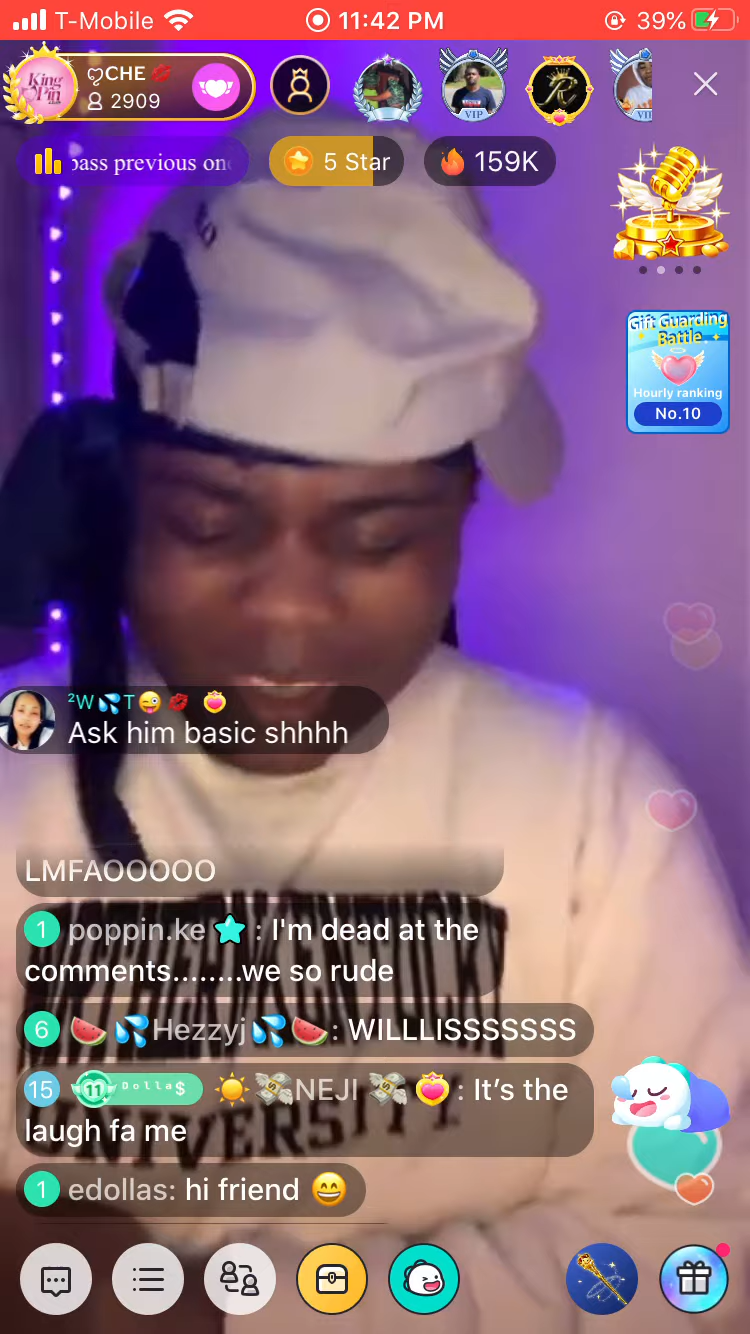 T-Mobile 11:42 PM 39%
King Pin
ღCHE💋
2909
VIP
pass previous on
5 Star
159K
Gift Guarding
Battle
Hourly ranking
No.10
²W💦T😜💋
Ask him basic shhhh
LMFAOOOOO
1 poppin.ke : I'm dead at the
comments........we so rude
6 🍉💦Hezzyj💦🍉: WILLLISSSSSSS
15 11 Dolla$ ☀️💸NEJI 💸 : It’s the
laugh fa me
1 edollas: hi friend 😄
UNIVERSITY